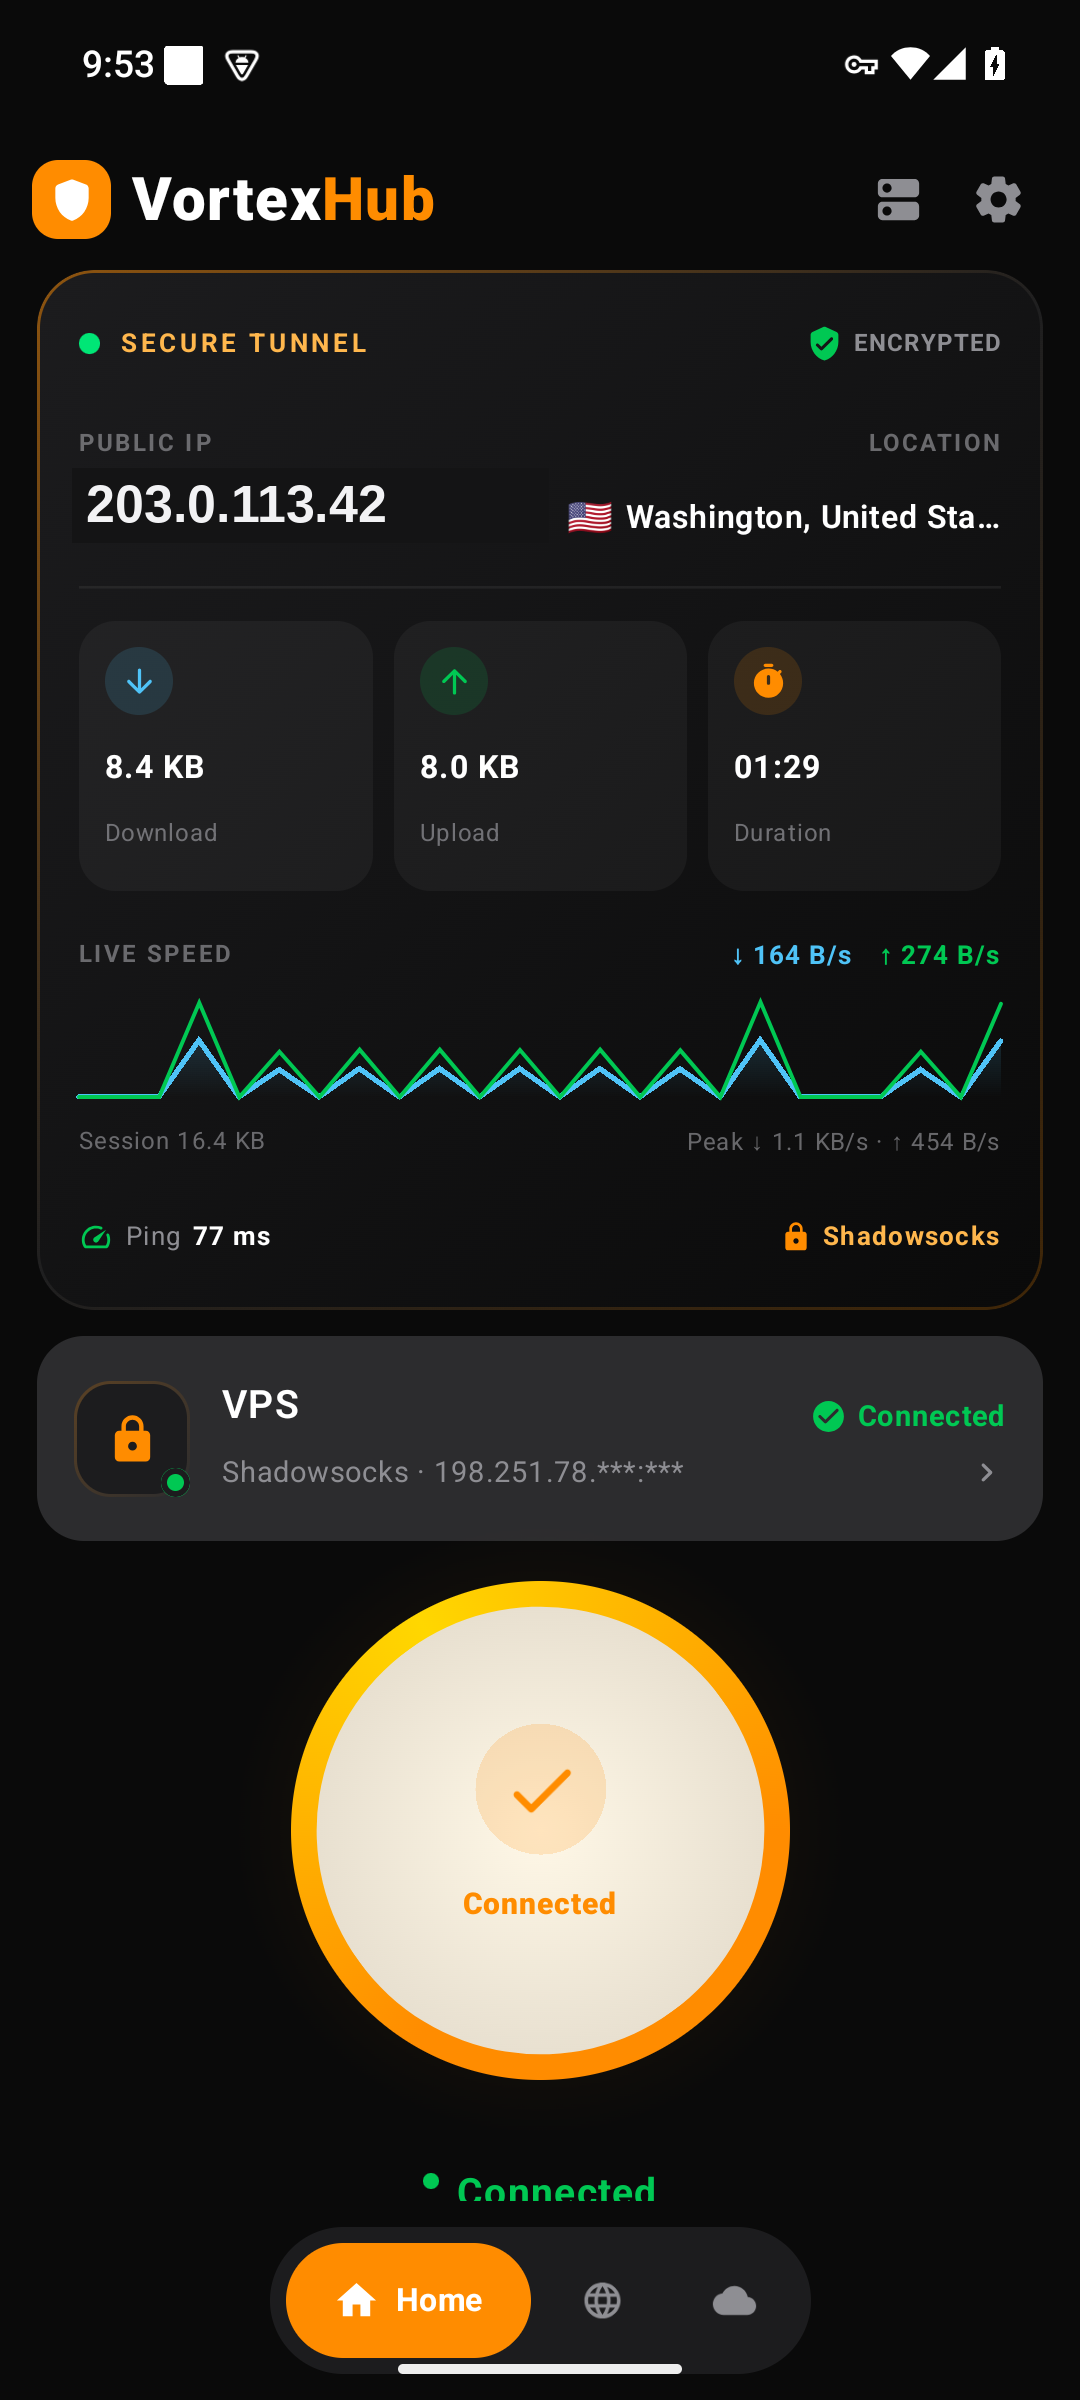 9:53
VortexHub
SECURE TUNNEL
ENCRYPTED
PUBLIC IP
LOCATION
203.0.113.42
Washington, United Sta…
8.4 KB
8.0 KB
01:29
Download
Upload
Duration
LIVE SPEED
↓ 164 B/s ↑ 274 B/s
Session 16.4 KB
Peak ↓ 1.1 KB/s · ↑ 454 B/s
Ping 77 ms
Shadowsocks
VPS
Connected
Shadowsocks · 198.251.78.***:***
Connected
Connected
Home